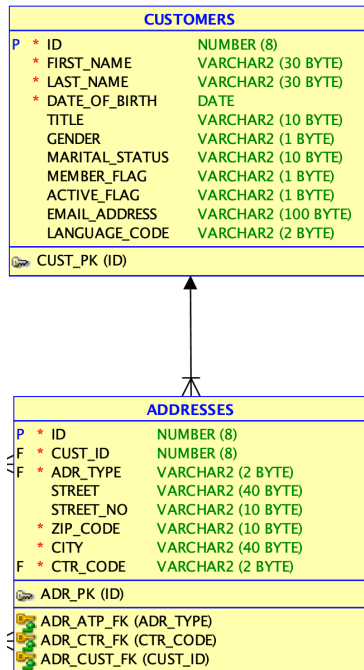 CUSTOMERS
P * ID NUMBER (8)
* FIRST_NAME VARCHAR2 (30 BYTE)
* LAST_NAME VARCHAR2 (30 BYTE)
* DATE_OF_BIRTH DATE
TITLE VARCHAR2 (10 BYTE)
GENDER VARCHAR2 (1 BYTE)
MARITAL_STATUS VARCHAR2 (10 BYTE)
MEMBER_FLAG VARCHAR2 (1 BYTE)
ACTIVE_FLAG VARCHAR2 (1 BYTE)
EMAIL_ADDRESS VARCHAR2 (100 BYTE)
LANGUAGE_CODE VARCHAR2 (2 BYTE)
CUST_PK (ID)
ADDRESSES
P * ID NUMBER (8)
F * CUST_ID NUMBER (8)
F * ADR_TYPE VARCHAR2 (2 BYTE)
STREET VARCHAR2 (40 BYTE)
STREET_NO VARCHAR2 (10 BYTE)
* ZIP_CODE VARCHAR2 (10 BYTE)
* CITY VARCHAR2 (40 BYTE)
F * CTR_CODE VARCHAR2 (2 BYTE)
ADR_PK (ID)
ADR_ATP_FK (ADR_TYPE)
ADR_CTR_FK (CTR_CODE)
ADR_CUST_FK (CUST_ID)